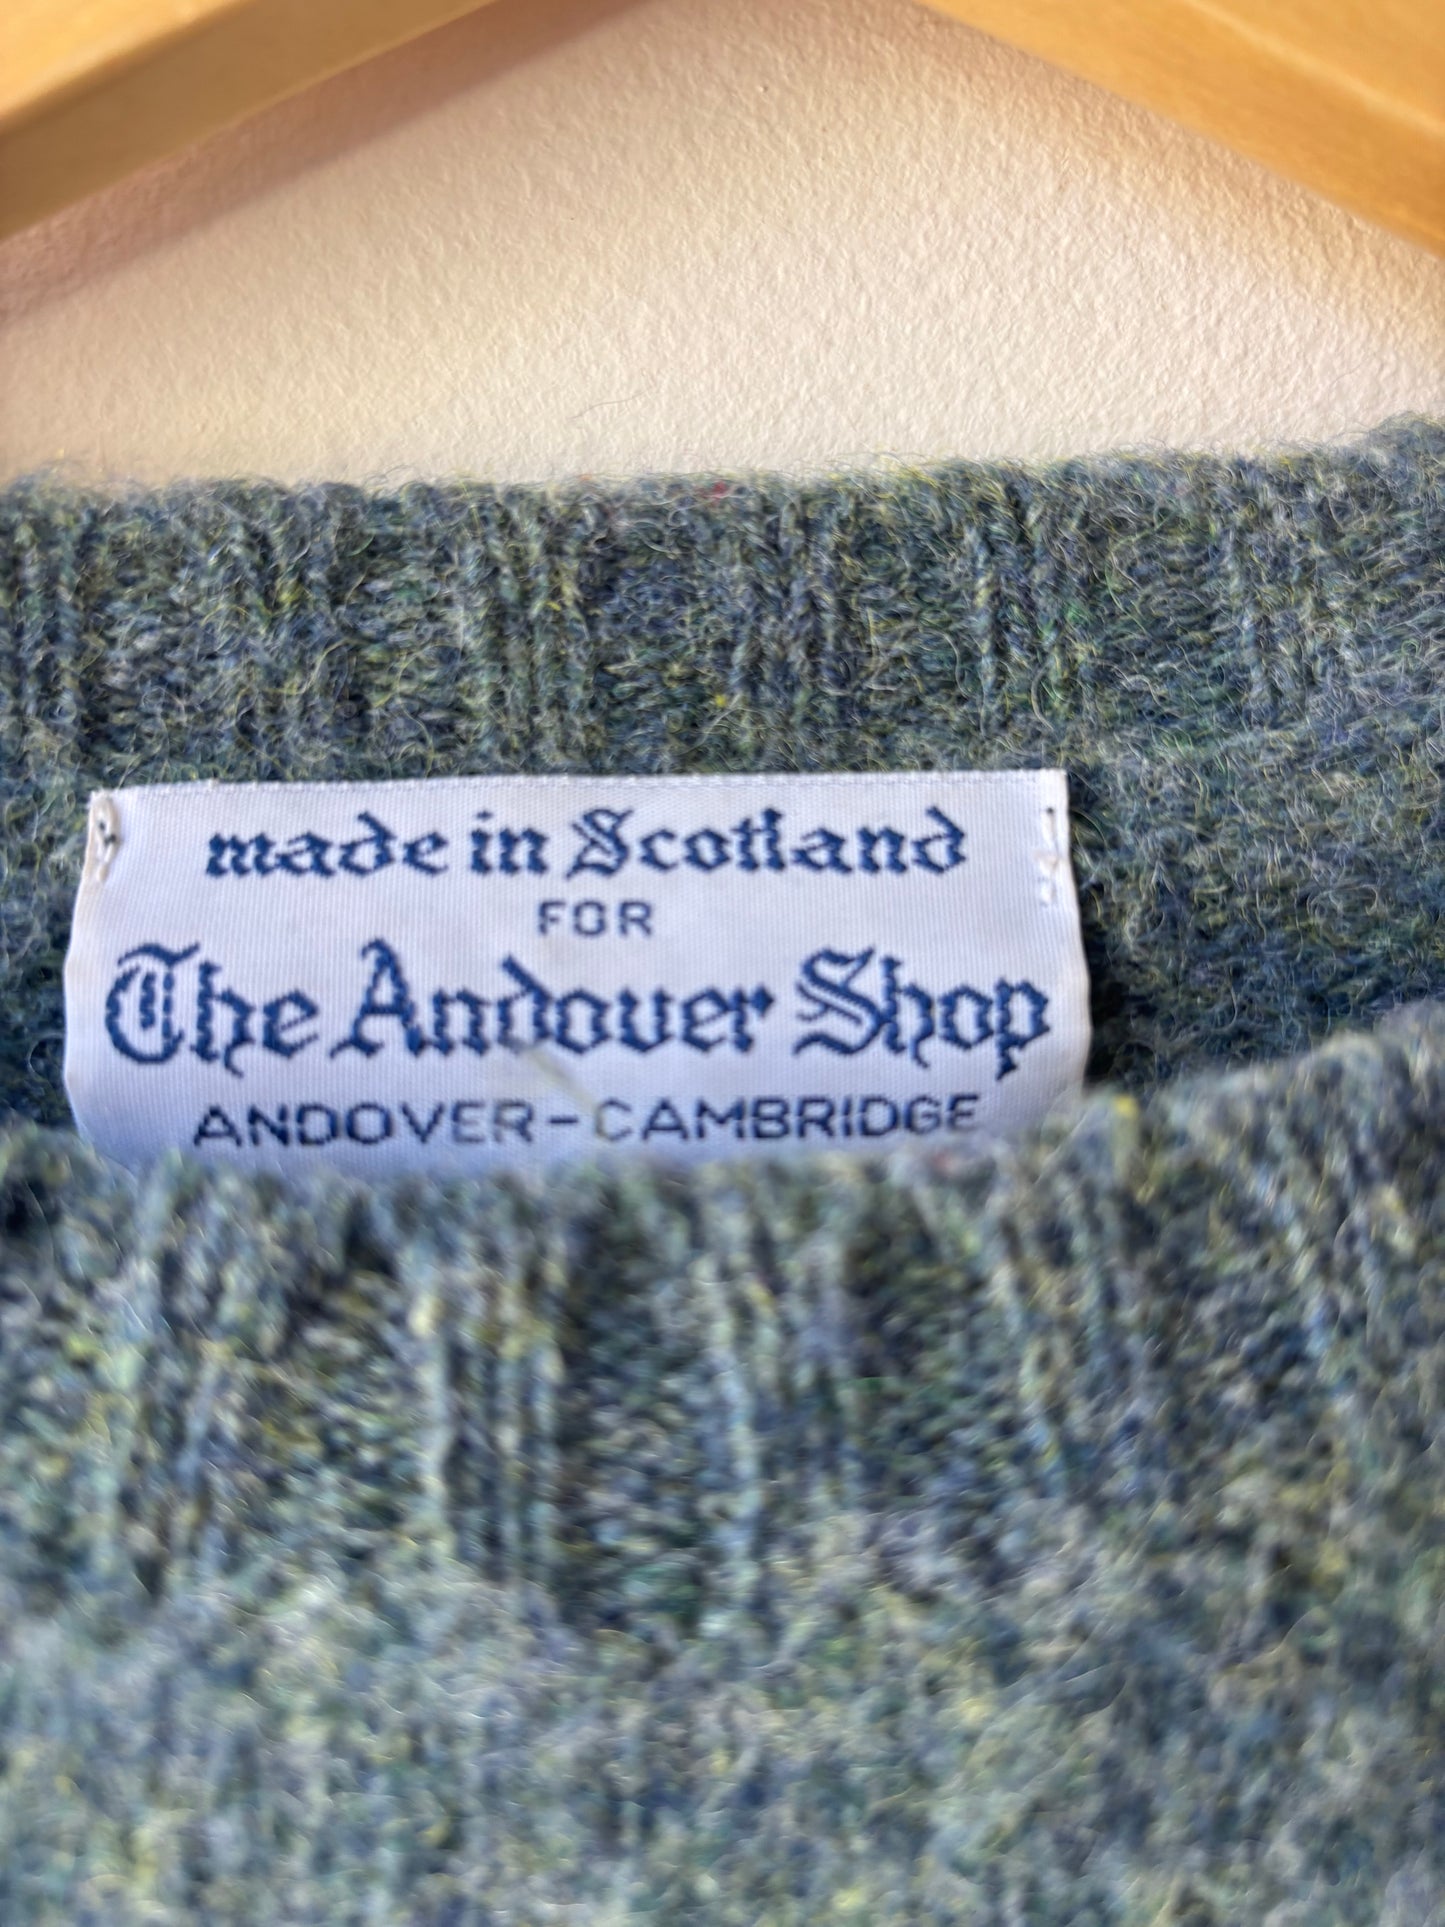 made in Scotland
FOR
The Andover Shop
ANDOVER-CAMBRIDGE